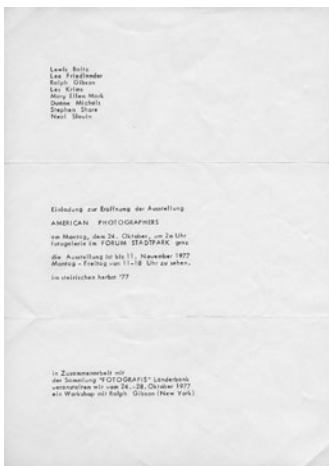 Lewis Baltz
Lee Friedlander
Ralph Gibson
Les Krims
Mary Ellen Mark
Duane Michals
Stephen Shore
Neal Slavin
Einladung zur Eröffnung der Ausstellung
AMERICAN PHOTOGRAPHERS
am Montag, dem 24. Oktober, um 20 Uhr
fotogalerie im FORUM STADTPARK graz
die Ausstellung ist bis 11. November 1977
Montag - Freitag von 11-18 Uhr zu sehen.
im steirischen herbst '77
in Zusammenarbeit mit
der Sammlung "FOTOGRAFIS" Länderbank
veranstalten wir vom 24.-28. Oktober 1977
ein Workshop mit Ralph Gibson (New York)